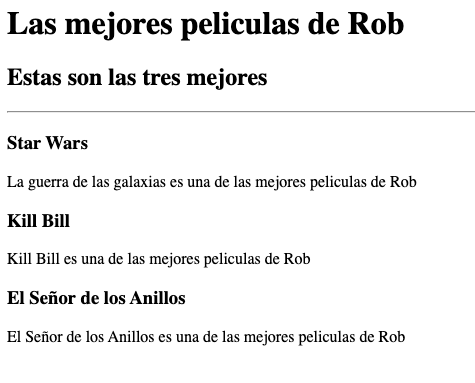 Las mejores peliculas de Rob
Estas son las tres mejores
Star Wars
La guerra de las galaxias es una de las mejores peliculas de Rob
Kill Bill
Kill Bill es una de las mejores peliculas de Rob
El Señor de los Anillos
El Señor de los Anillos es una de las mejores peliculas de Rob